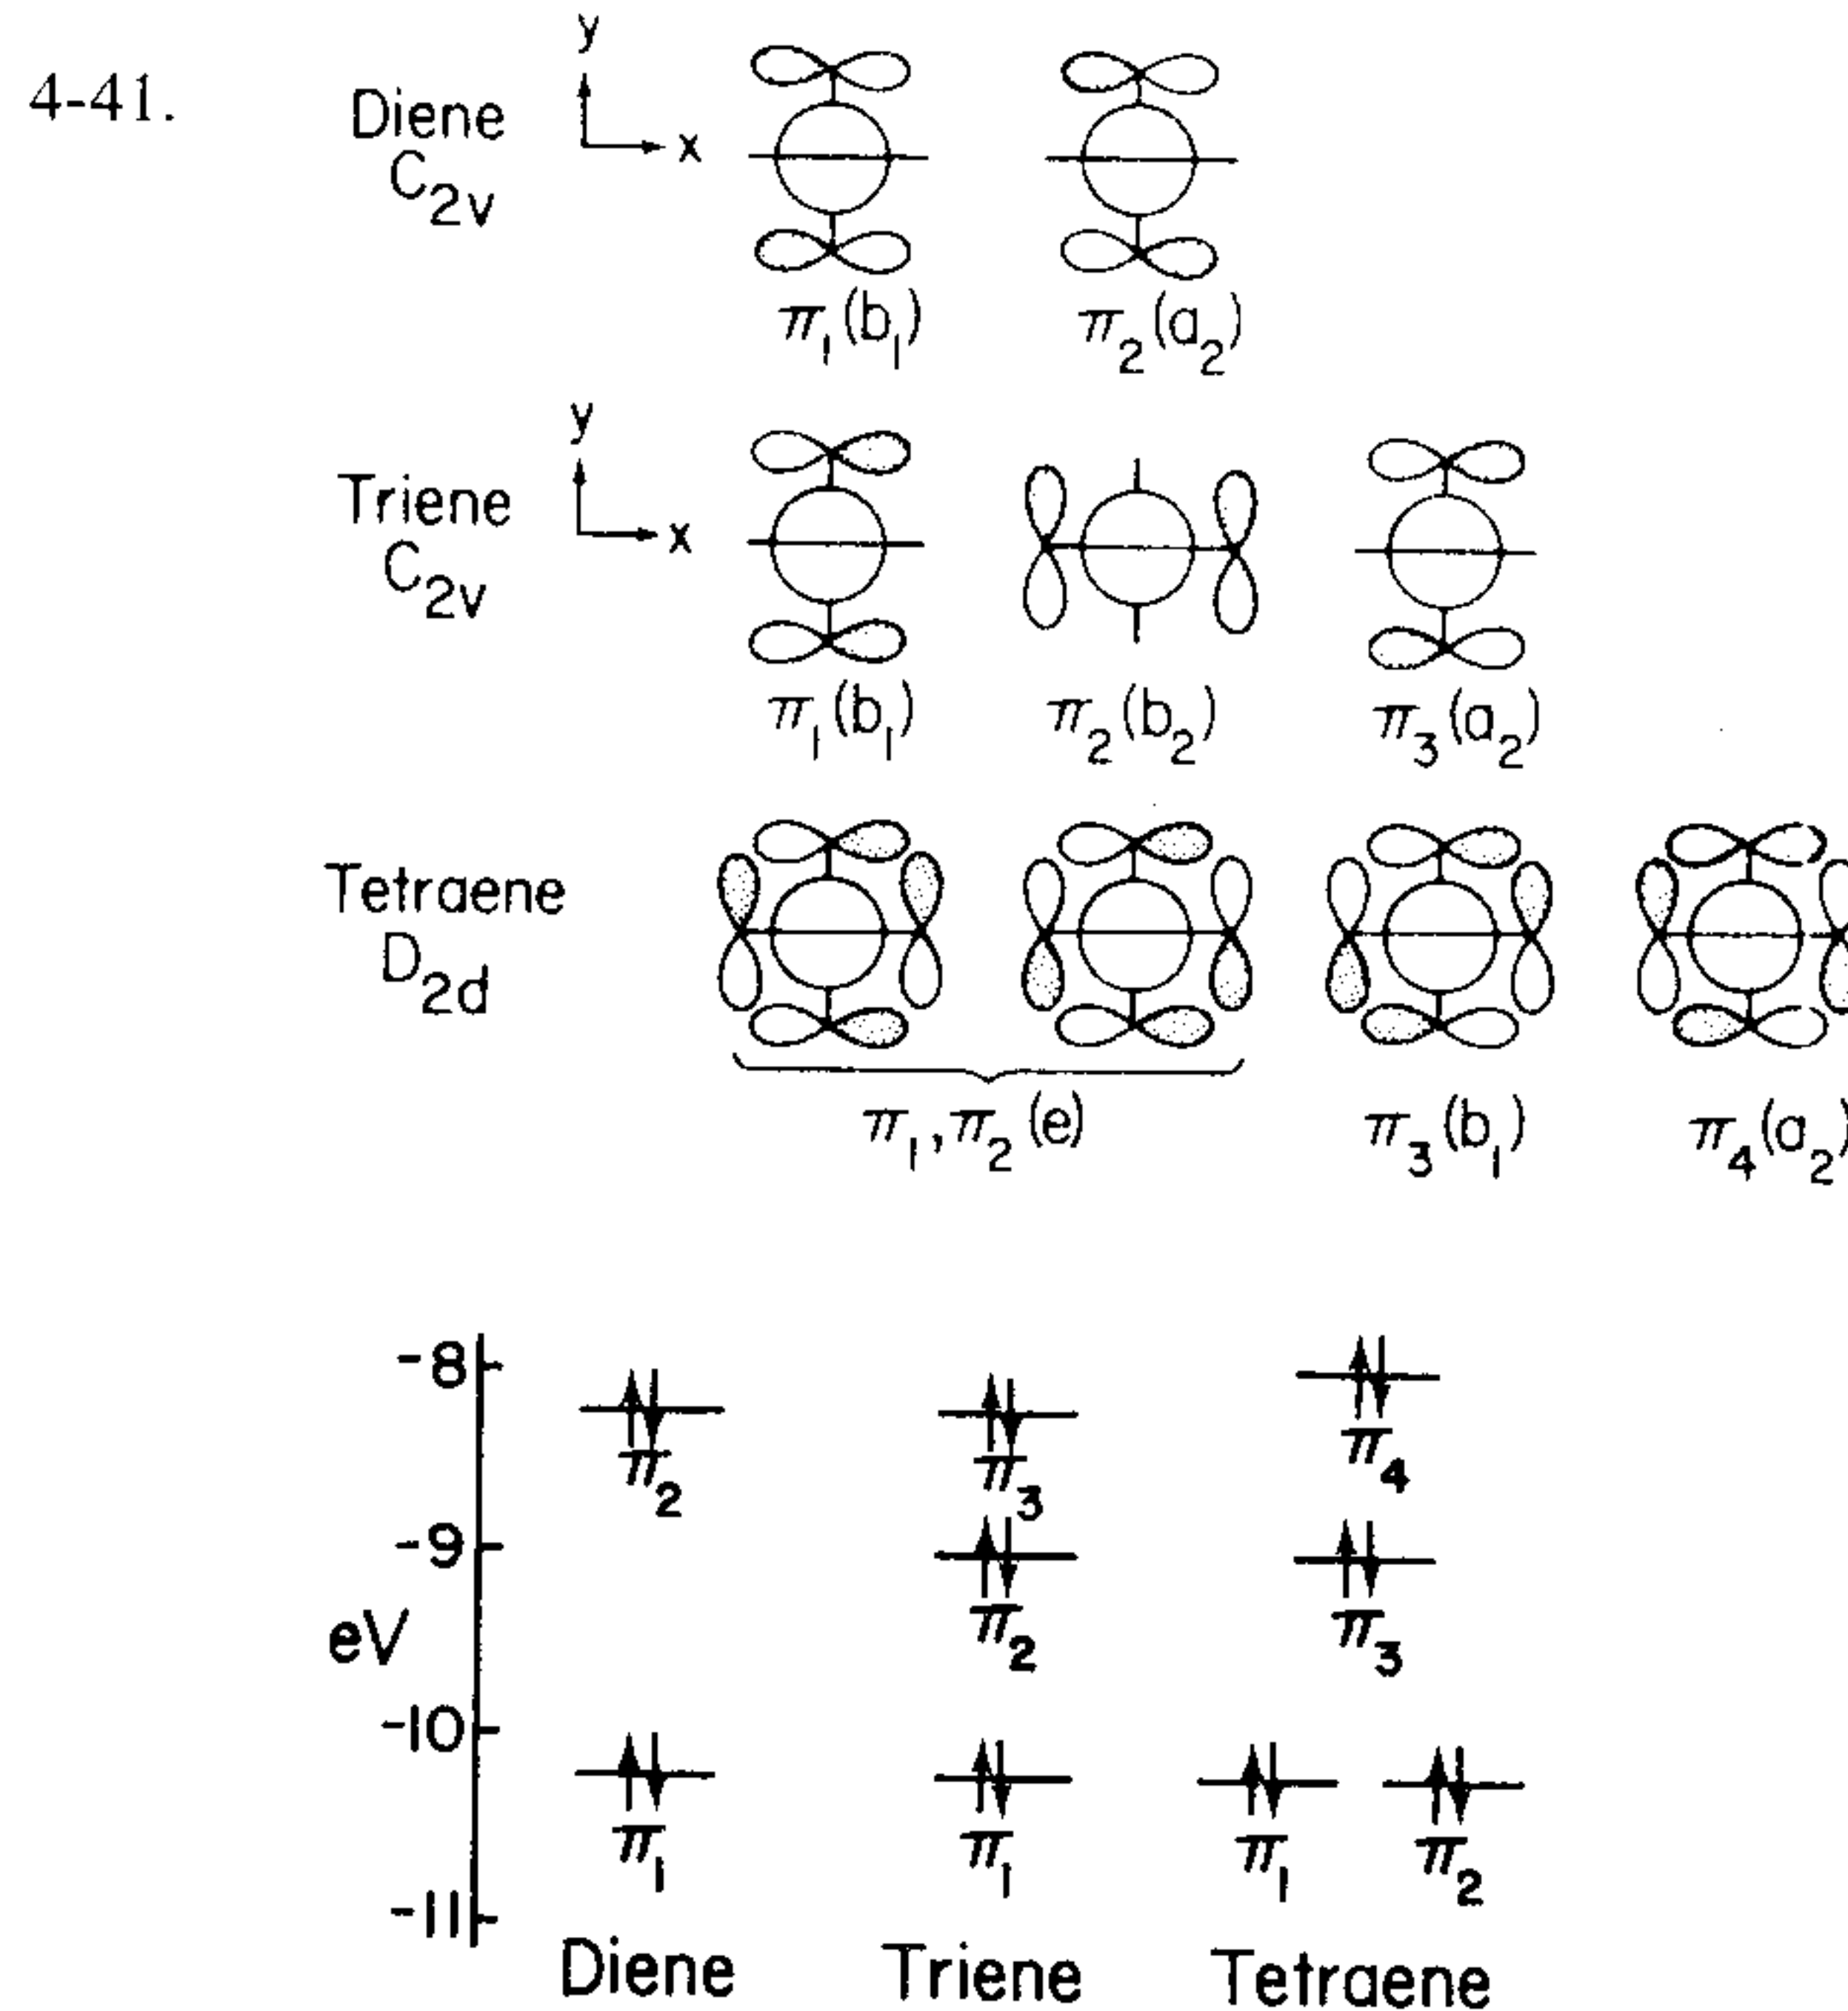 4-41.
Diene
C2v
y
x
π1(b1) π2(a2)
Triene
C2v
y
x
π1(b1) π2(b2) π3(a2)
Tetraene
D2d
π1,π2(e) π3(b1) π4(a2)
-8
-9
eV
-10
-11
π2 π3 π4
π2 π3
π1 π1 π1 π2
Diene Triene Tetraene